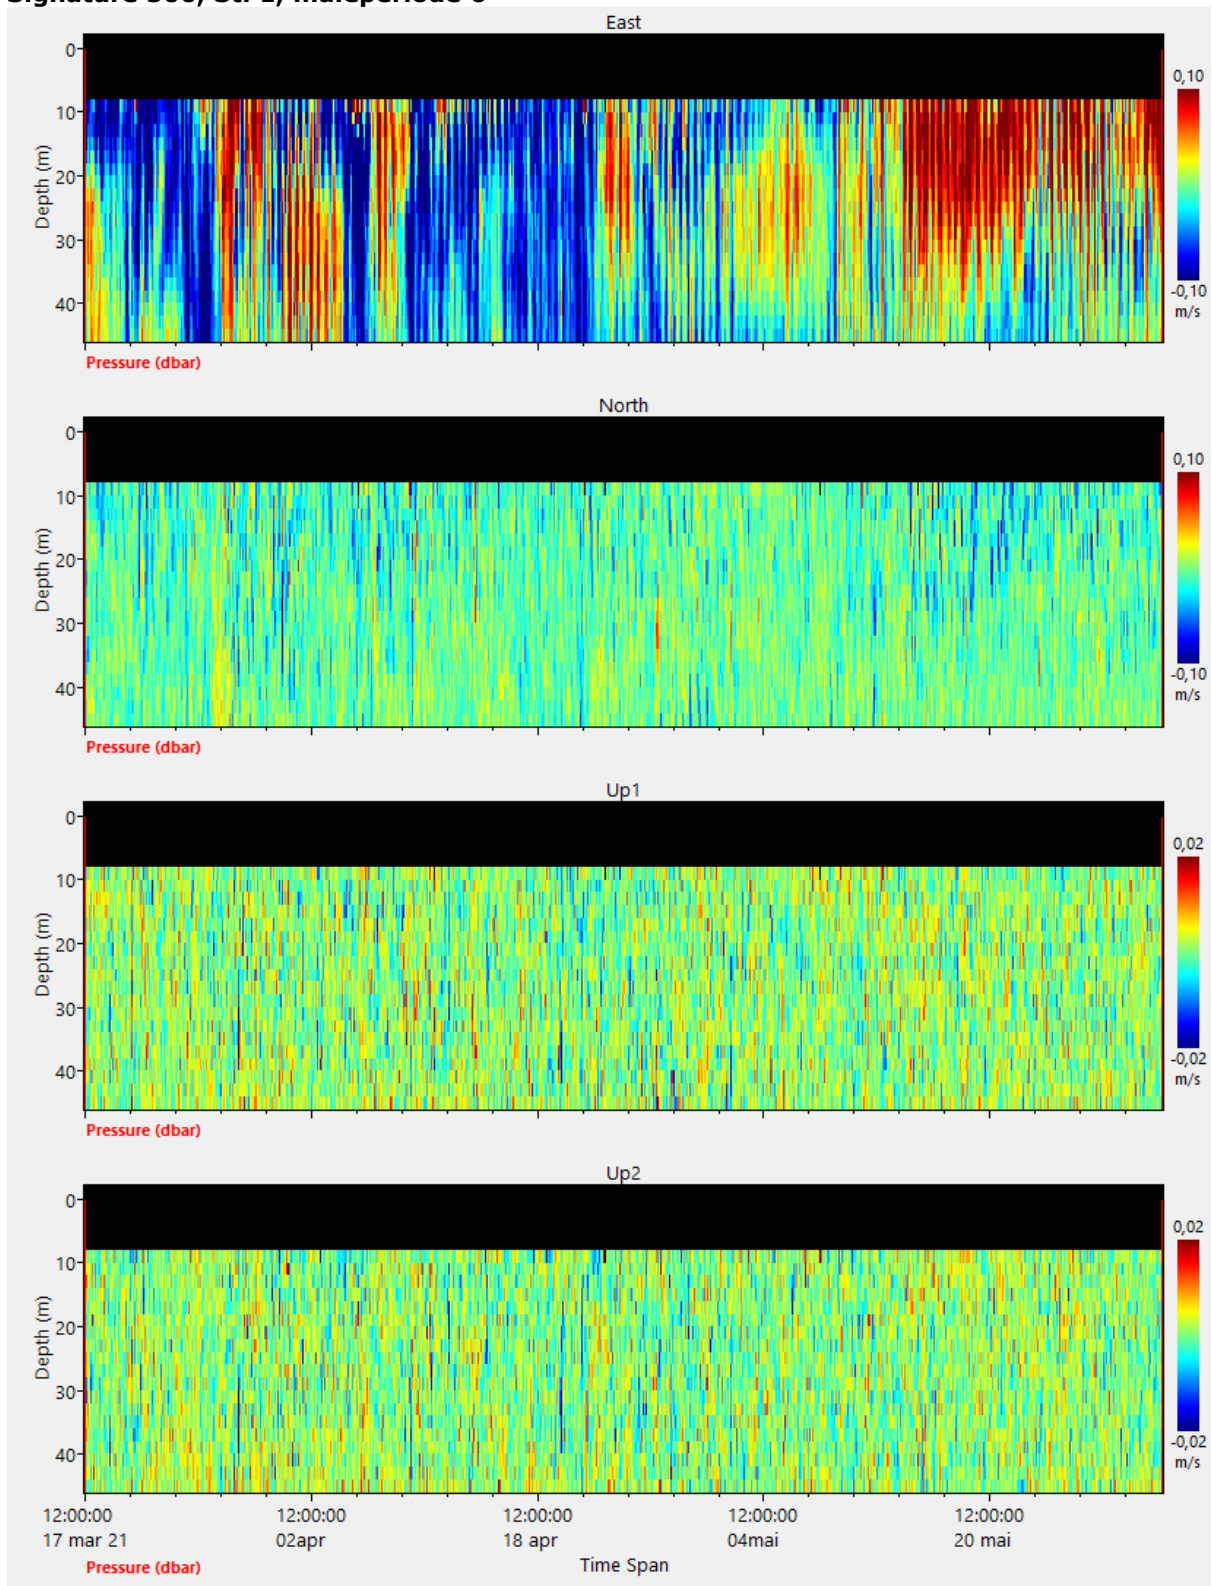 East
0
10
20
30
40
Depth (m)
0,10
-0,10
m/s
Pressure (dbar)
North
0
10
20
30
40
Depth (m)
0,10
-0,10
m/s
Pressure (dbar)
Up1
0
10
20
30
40
Depth (m)
0,02
-0,02
m/s
Pressure (dbar)
Up2
0
10
20
30
40
Depth (m)
0,02
-0,02
m/s
12:00:00 12:00:00 12:00:00 12:00:00 12:00:00
17 mar 21 02apr 18 apr 04mai 20 mai
Pressure (dbar) Time Span